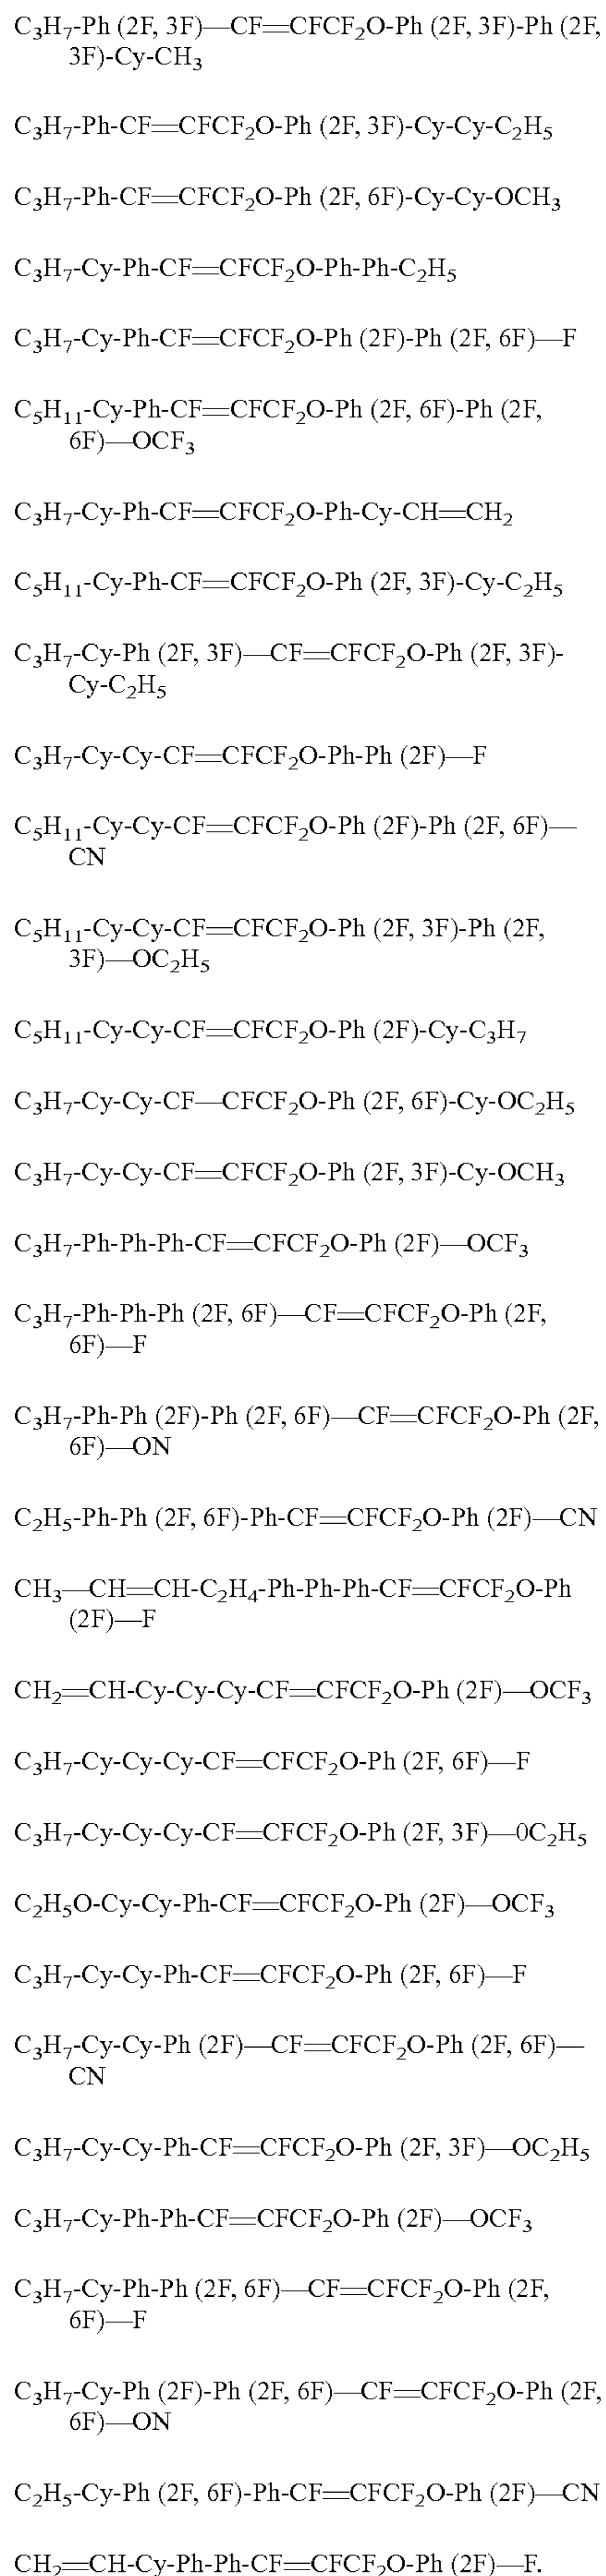 C3H7-Ph (2F, 3F)—CF═CFCF2O-Ph (2F, 3F)-Ph (2F,
3F)-Cy-CH3
C3H7-Ph-CF═CFCF2O-Ph (2F, 3F)-Cy-Cy-C2H5
C3H7-Ph-CF═CFCF2O-Ph (2F, 6F)-Cy-Cy-OCH3
C3H7-Cy-Ph-CF═CFCF2O-Ph-Ph-C2H5
C3H7-Cy-Ph-CF═CFCF2O-Ph (2F)-Ph (2F, 6F)—F
C5H11-Cy-Ph-CF═CFCF2O-Ph (2F, 6F)-Ph (2F,
6F)—OCF3
C3H7-Cy-Ph-CF═CFCF2O-Ph-Cy-CH═CH2
C5H11-Cy-Ph-CF═CFCF2O-Ph (2F, 3F)-Cy-C2H5
C3H7-Cy-Ph (2F, 3F)—CF═CFCF2O-Ph (2F, 3F)-
Cy-C2H5
C3H7-Cy-Cy-CF═CFCF2O-Ph-Ph (2F)—F
C5H11-Cy-Cy-CF═CFCF2O-Ph (2F)-Ph (2F, 6F)—
CN
C5H11-Cy-Cy-CF═CFCF2O-Ph (2F, 3F)-Ph (2F,
3F)—OC2H5
C5H11-Cy-Cy-CF═CFCF2O-Ph (2F)-Cy-C3H7
C3H7-Cy-Cy-CF—CFCF2O-Ph (2F, 6F)-Cy-OC2H5
C3H7-Cy-Cy-CF═CFCF2O-Ph (2F, 3F)-Cy-OCH3
C3H7-Ph-Ph-Ph-CF═CFCF2O-Ph (2F)—OCF3
C3H7-Ph-Ph-Ph (2F, 6F)—CF═CFCF2O-Ph (2F,
6F)—F
C3H7-Ph-Ph (2F)-Ph (2F, 6F)—CF═CFCF2O-Ph (2F,
6F)—ON
C2H5-Ph-Ph (2F, 6F)-Ph-CF═CFCF2O-Ph (2F)—CN
CH3—CH═CH-C2H4-Ph-Ph-Ph-CF═CFCF2O-Ph
(2F)—F
CH2═CH-Cy-Cy-Cy-CF═CFCF2O-Ph (2F)—OCF3
C3H7-Cy-Cy-Cy-CF═CFCF2O-Ph (2F, 6F)—F
C3H7-Cy-Cy-Cy-CF═CFCF2O-Ph (2F, 3F)—0C2H5
C2H5O-Cy-Cy-Ph-CF═CFCF2O-Ph (2F)—OCF3
C3H7-Cy-Cy-Ph-CF═CFCF2O-Ph (2F, 6F)—F
C3H7-Cy-Cy-Ph (2F)—CF═CFCF2O-Ph (2F, 6F)—
CN
C3H7-Cy-Cy-Ph-CF═CFCF2O-Ph (2F, 3F)—OC2H5
C3H7-Cy-Ph-Ph-CF═CFCF2O-Ph (2F)—OCF3
C3H7-Cy-Ph-Ph (2F, 6F)—CF═CFCF2O-Ph (2F,
6F)—F
C3H7-Cy-Ph (2F)-Ph (2F, 6F)—CF═CFCF2O-Ph (2F,
6F)—ON
C2H5-Cy-Ph (2F, 6F)-Ph-CF═CFCF2O-Ph (2F)—CN
CH2═CH-Cy-Ph-Ph-CF═CFCF2O-Ph (2F)—F.